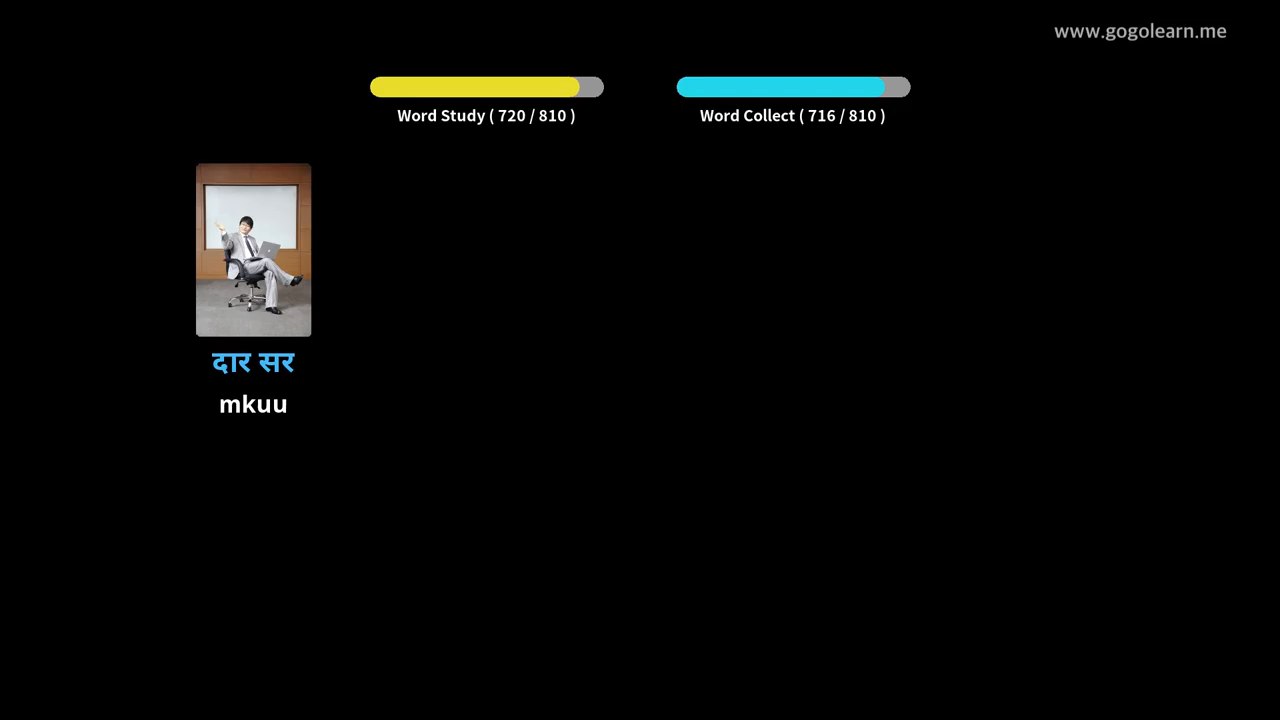 www.gogolearn.me
Word Study ( 720 / 810 )
Word Collect ( 716 / 810 )
दार सर
mkuu